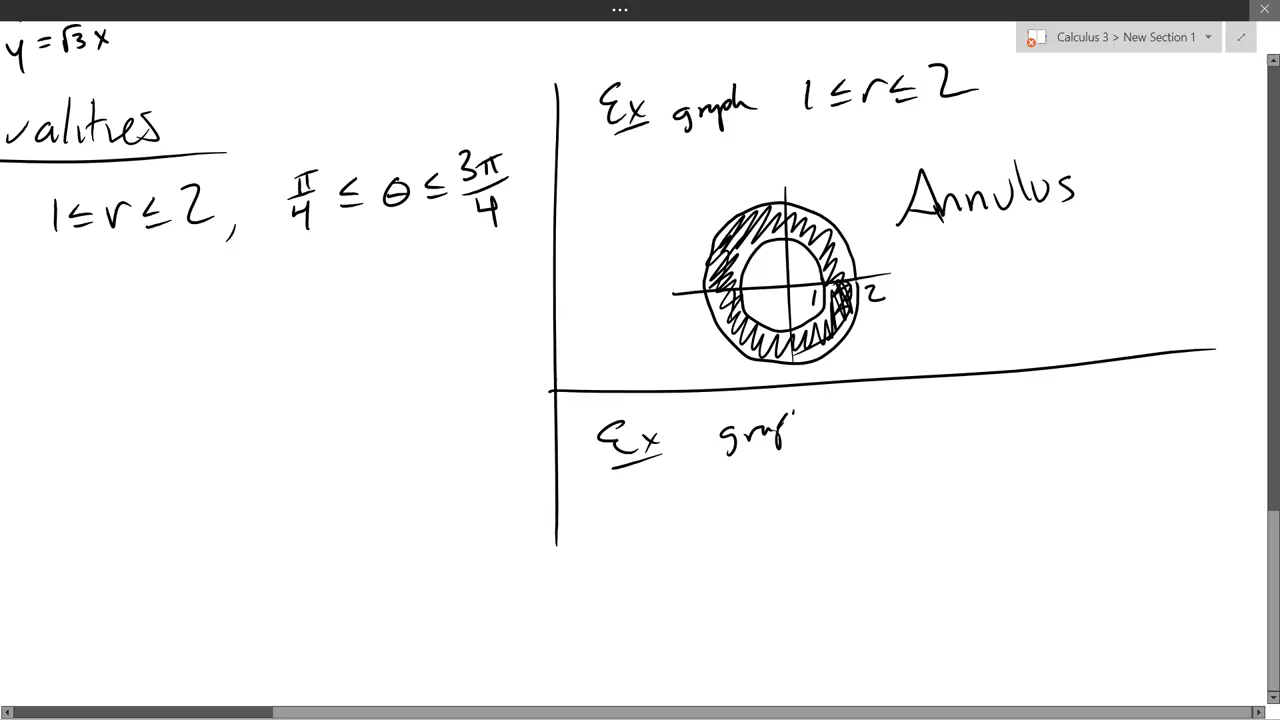 Calculus 3 > New Section 1
y = √3 x
ualities
1 ≤ r ≤ 2, π/4 ≤ θ ≤ 3π/4
Ex graph 1 ≤ r ≤ 2
Annulus
1 2
Ex grap